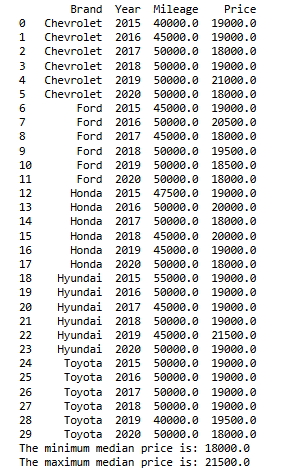 Brand Year Mileage Price
0 Chevrolet 2015 40000.0 19000.0
1 Chevrolet 2016 45000.0 19000.0
2 Chevrolet 2017 50000.0 18000.0
3 Chevrolet 2018 50000.0 19000.0
4 Chevrolet 2019 50000.0 21000.0
5 Chevrolet 2020 50000.0 18000.0
6 Ford 2015 45000.0 19000.0
7 Ford 2016 50000.0 20500.0
8 Ford 2017 45000.0 18000.0
9 Ford 2018 50000.0 19500.0
10 Ford 2019 50000.0 18500.0
11 Ford 2020 50000.0 18000.0
12 Honda 2015 47500.0 19000.0
13 Honda 2016 50000.0 20000.0
14 Honda 2017 50000.0 18000.0
15 Honda 2018 45000.0 20000.0
16 Honda 2019 45000.0 19000.0
17 Honda 2020 50000.0 18000.0
18 Hyundai 2015 55000.0 19000.0
19 Hyundai 2016 50000.0 19000.0
20 Hyundai 2017 45000.0 19000.0
21 Hyundai 2018 50000.0 19000.0
22 Hyundai 2019 45000.0 21500.0
23 Hyundai 2020 50000.0 19000.0
24 Toyota 2015 50000.0 19000.0
25 Toyota 2016 50000.0 19000.0
26 Toyota 2017 50000.0 19000.0
27 Toyota 2018 50000.0 19000.0
28 Toyota 2019 40000.0 19500.0
29 Toyota 2020 50000.0 18000.0
The minimum median price is: 18000.0
The maximum median price is: 21500.0